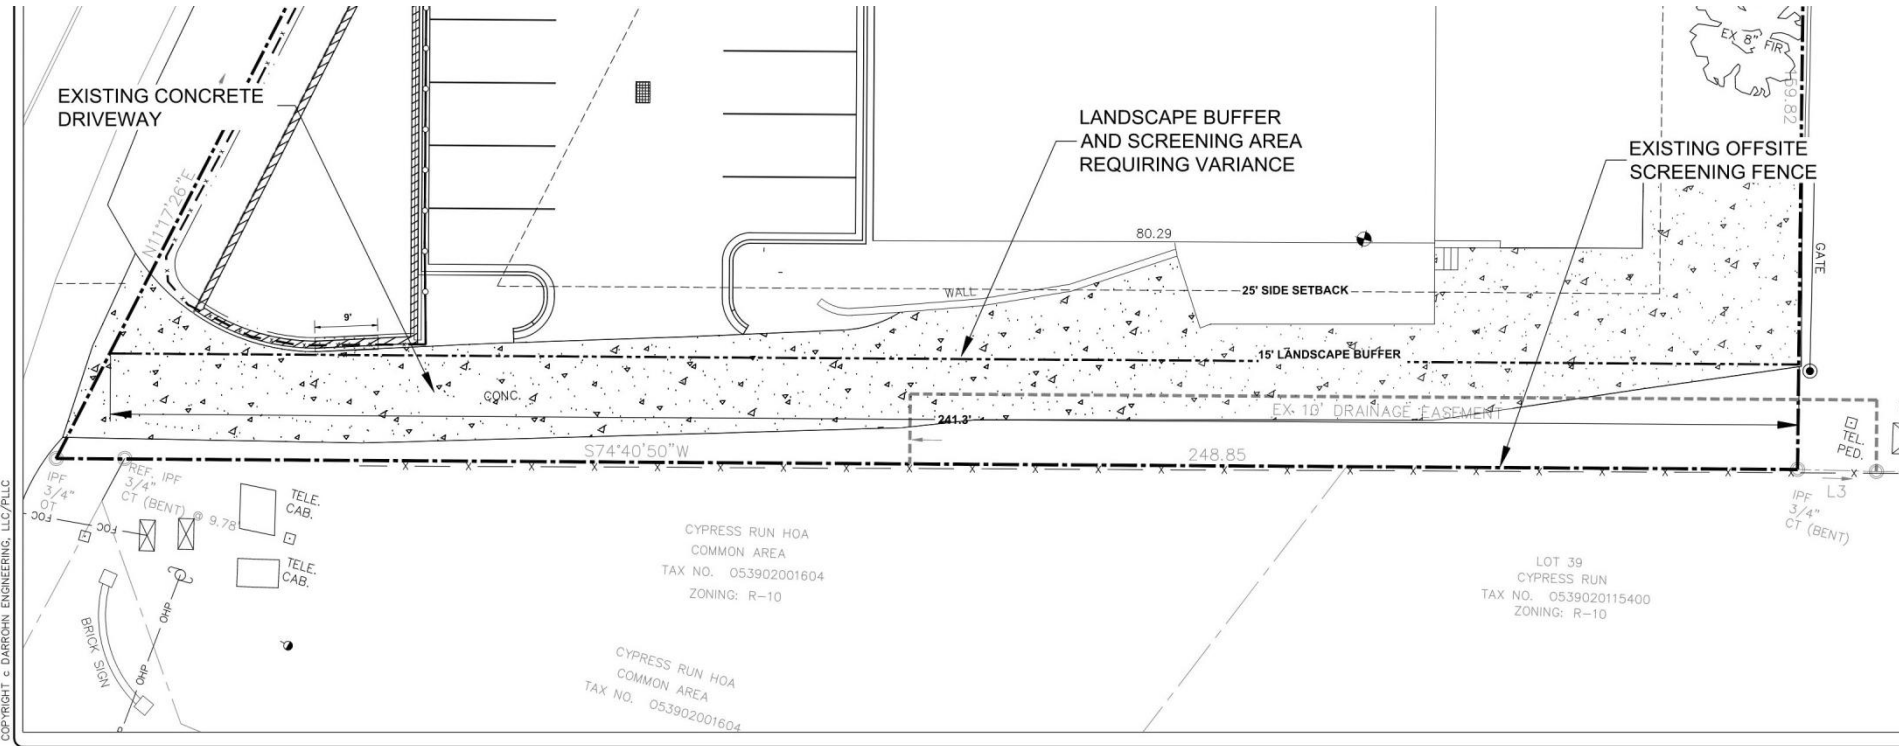 EX 8" FIR
159.82
EXISTING CONCRETE
DRIVEWAY
LANDSCAPE BUFFER
AND SCREENING AREA
REQUIRING VARIANCE
EXISTING OFFSITE
SCREENING FENCE
N11°17'26"E
80.29
GATE
WALL
25' SIDE SETBACK
9'
15' LANDSCAPE BUFFER
CONC.
EX. 10' DRAINAGE EASEMENT
241.3'
S74°40'50"W
248.85
TEL.
PED.
L3
IPF
3/4"
OT
REF. IPF
3/4"
CT (BENT) @ 9.78'
IPF
3/4"
CT (BENT)
FOC
FOC
TELE.
CAB.
TELE.
CAB.
OHP
OHP
BRICK SIGN
CYPRESS RUN HOA
COMMON AREA
TAX NO. 053902001604
ZONING: R-10
LOT 39
CYPRESS RUN
TAX NO. 0539020115400
ZONING: R-10
CYPRESS RUN HOA
COMMON AREA
TAX NO. 053902001604
COPYRIGHT c DARROHN ENGINEERING, LLC/PLLC